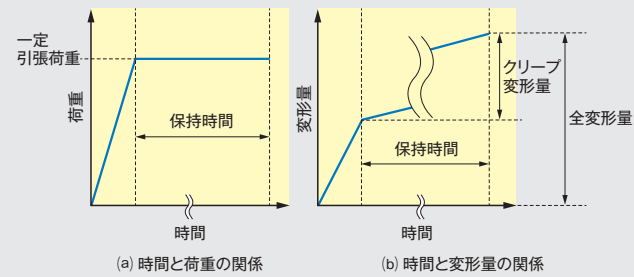 一定
引張荷重
荷重
保持時間
時間
(a) 時間と荷重の関係
変形量
保持時間
時間
クリープ
変形量
全変形量
(b) 時間と変形量の関係